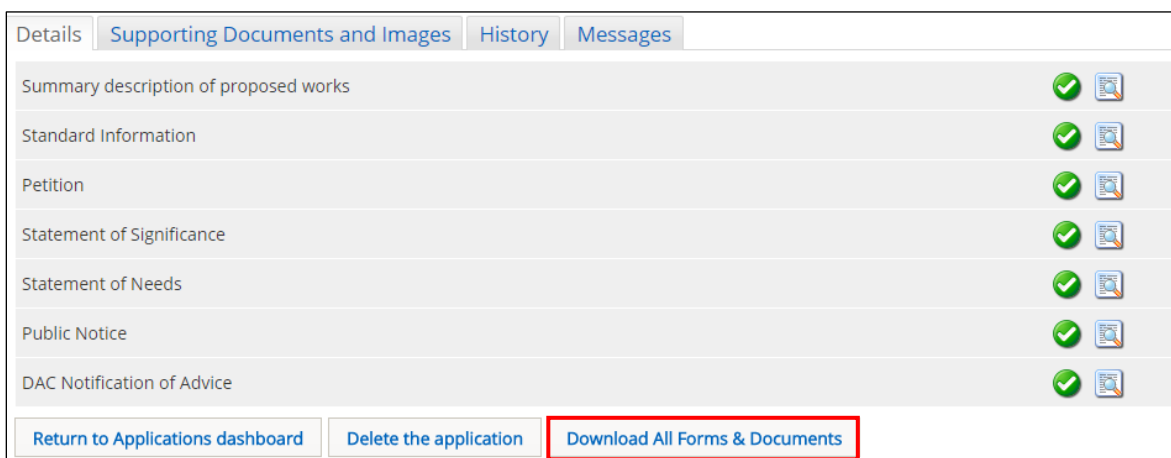 Details Supporting Documents and Images History Messages
Summary description of proposed works
Standard Information
Petition
Statement of Significance
Statement of Needs
Public Notice
DAC Notification of Advice
Return to Applications dashboard Delete the application Download All Forms & Documents